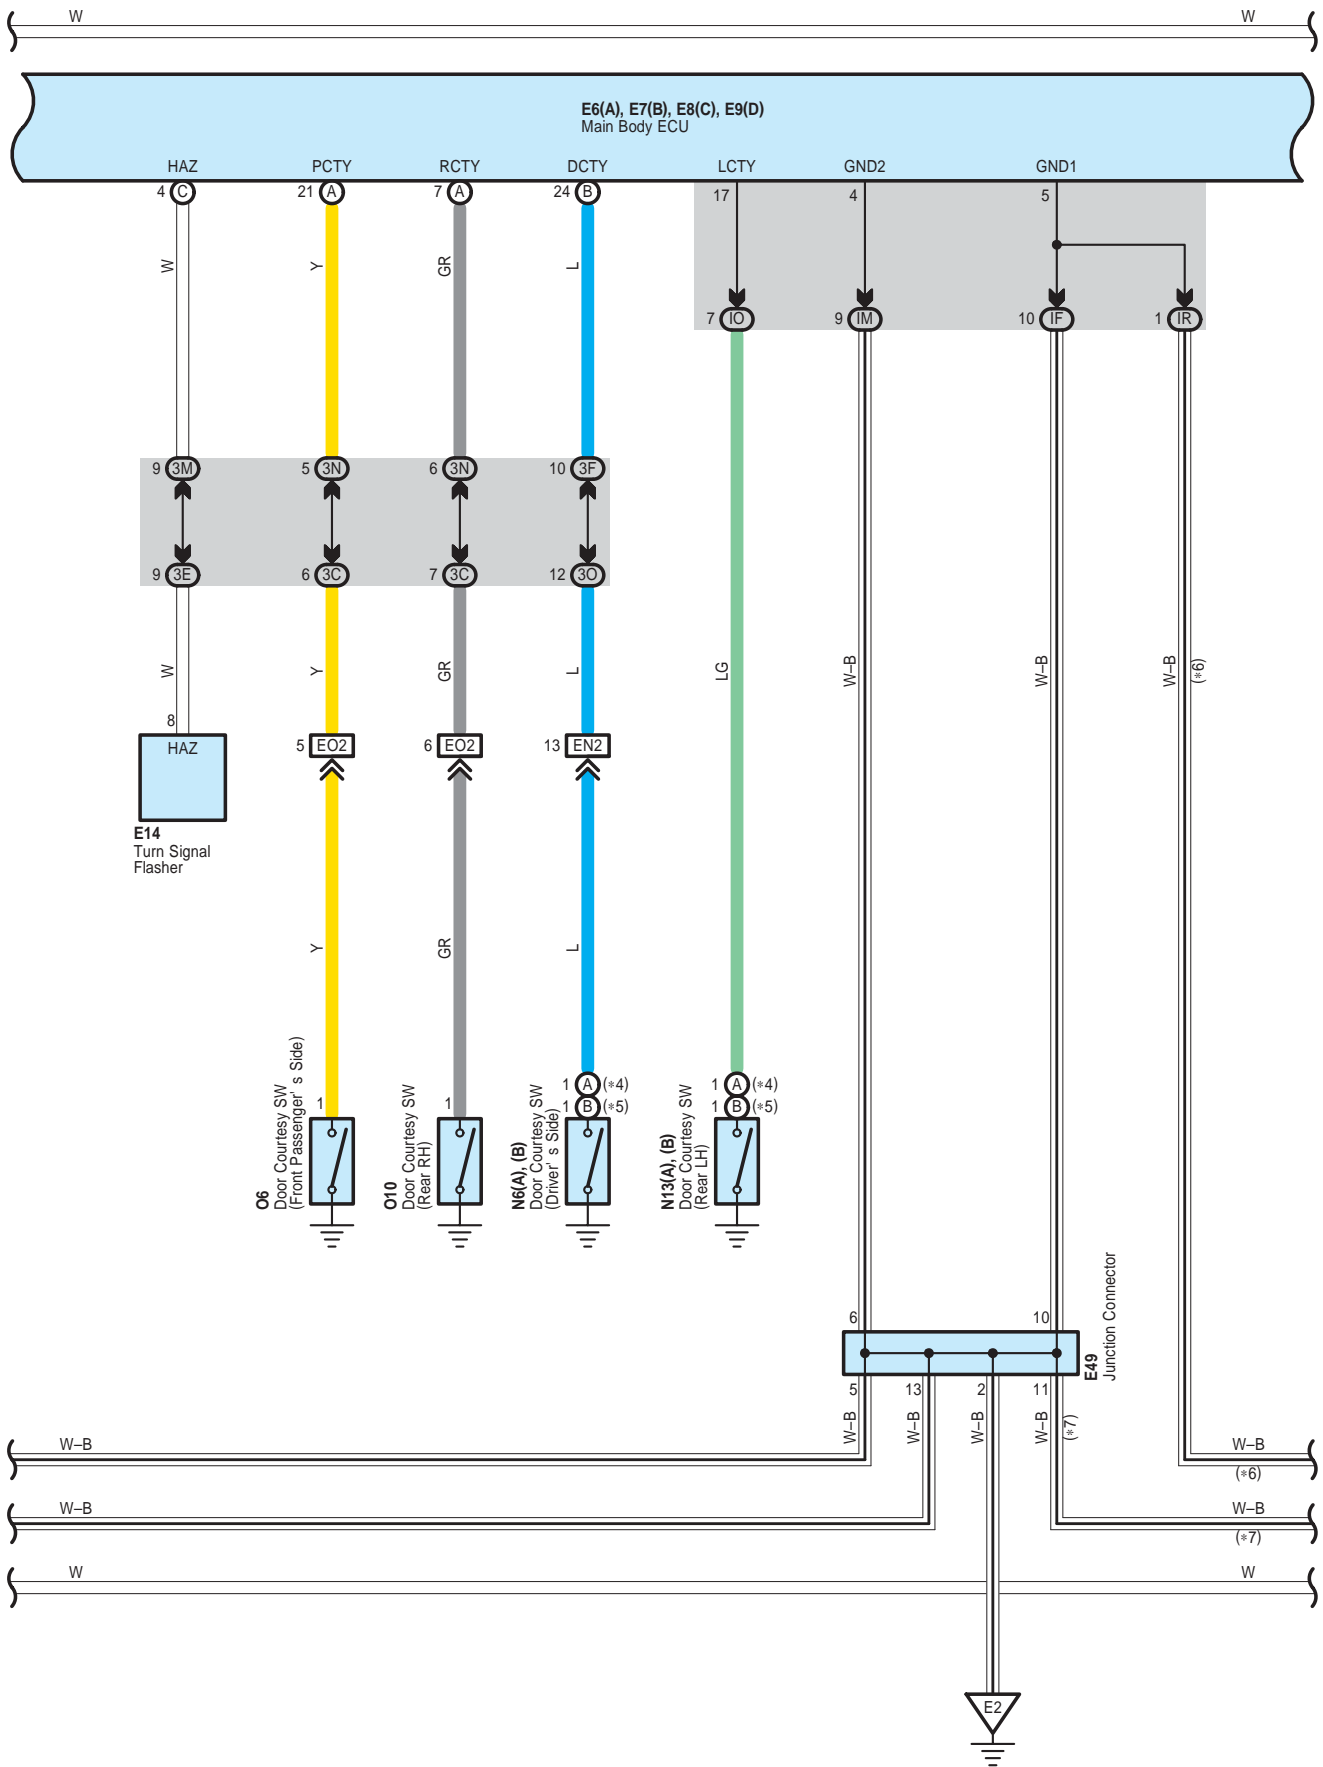 W W
E6(A), E7(B), E8(C), E9(D)
Main Body ECU
HAZ PCTY RCTY DCTY LCTY GND2 GND1
4 C 21 A 7 A 24 B 17 4 5
W Y GR L
7 IO 9 IM 10 IF 1 IR
9 3M 5 3N 6 3N 10 3F
9 3E 6 3C 7 3C 12 3O
W Y GR L LG W–B W–B W–B (*6)
8
HAZ 5 EO2 6 EO2 13 EN2
E14
Turn Signal
Flasher
Y GR L
1 A (*4) 1 A (*4)
1 1 1 B (*5) 1 B (*5)
O6
Door Courtesy SW
(Front Passenger' s Side)
O10
Door Courtesy SW
(Rear RH)
N6(A), (B)
Door Courtesy SW
(Driver' s Side)
N13(A), (B)
Door Courtesy SW
(Rear LH)
6 10
E49
Junction Connector
5 13 2 11
W–B W–B W–B W–B (*7)
W–B W–B
(*6)
W–B W–B
(*7)
W W
E2